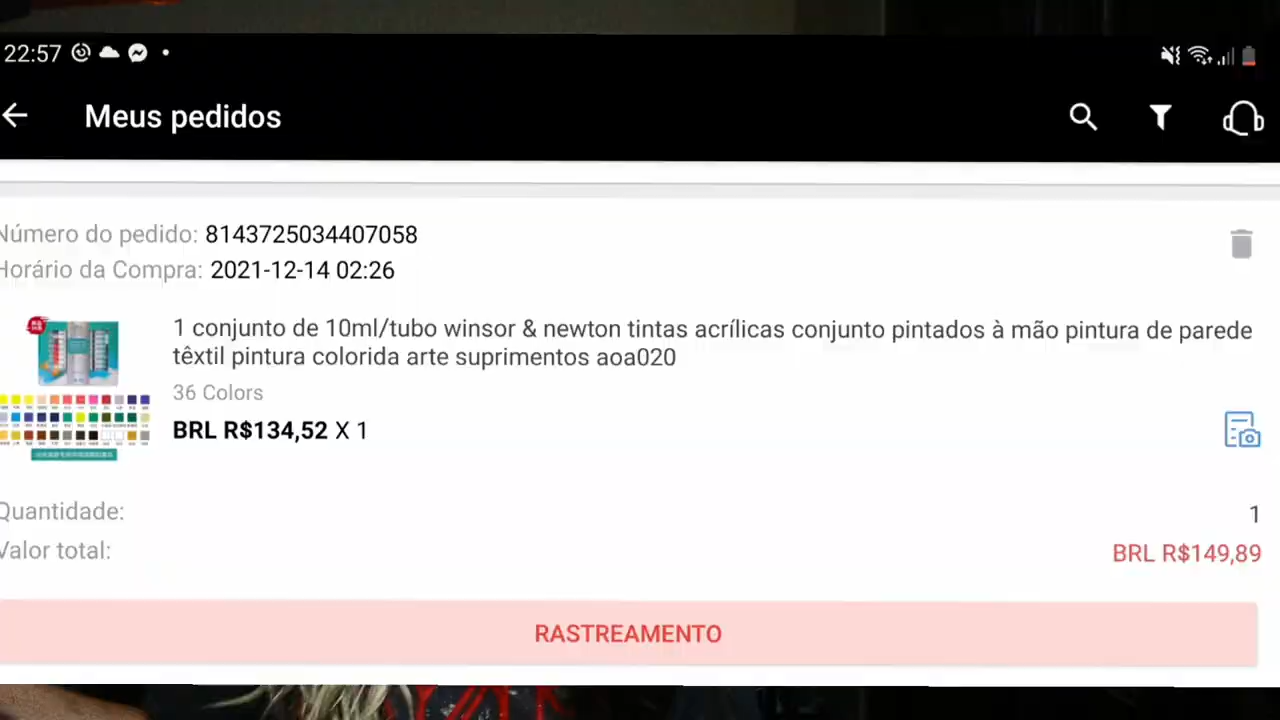 22:57
Meus pedidos
Número do pedido: 8143725034407058
Horário da Compra: 2021-12-14 02:26
1 conjunto de 10ml/tubo winsor & newton tintas acrílicas conjunto pintados à mão pintura de parede
têxtil pintura colorida arte suprimentos aoa020
36 Colors
BRL R$134,52 X 1
Quantidade: 1
Valor total: BRL R$149,89
RASTREAMENTO